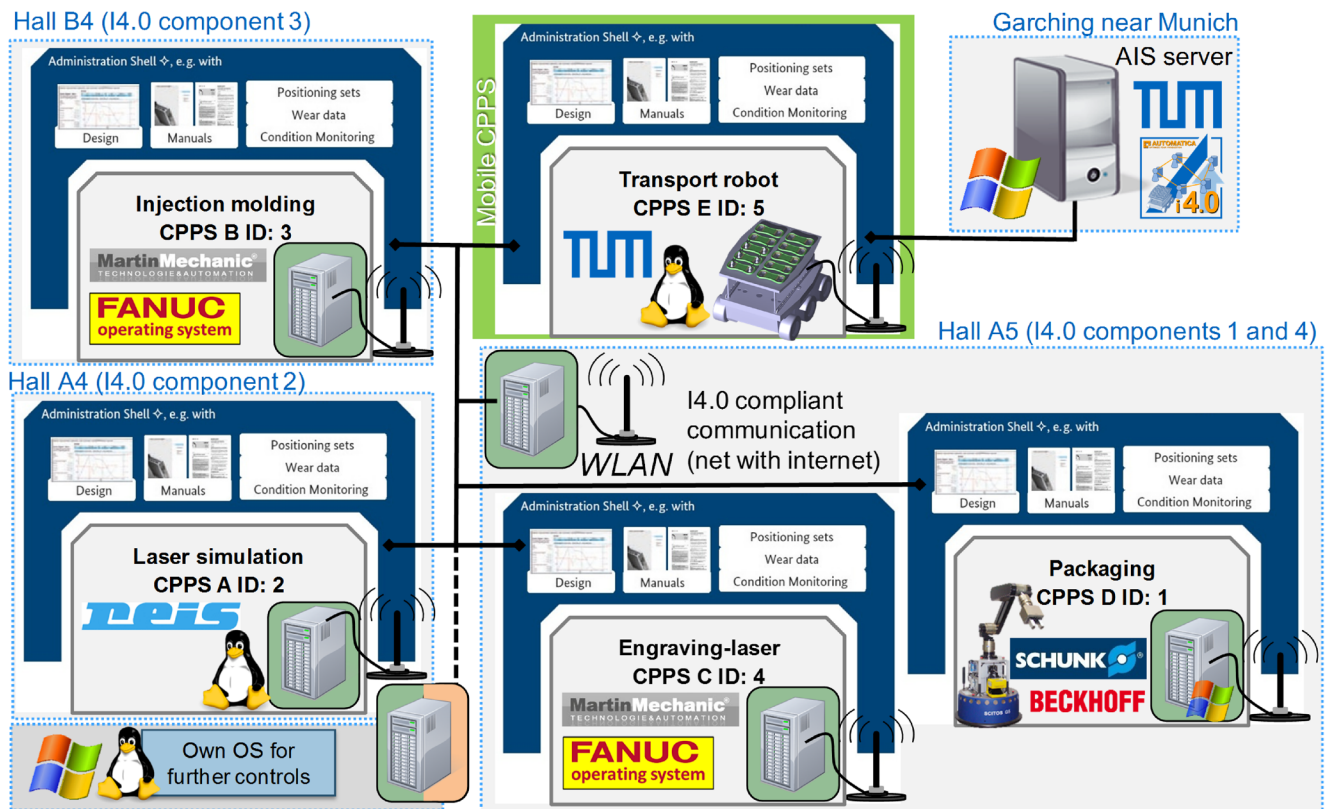 Hall B4 (I4.0 component 3)
Administration Shell ✧, e.g. with
Design
Manuals
Positioning sets
Wear data
Condition Monitoring
Injection molding
CPPS B ID: 3
MartinMechanic®
TECHNOLOGIE&AUTOMATION
FANUC
operating system
Mobile CPPS
Administration Shell ✧, e.g. with
Design
Manuals
Positioning sets
Wear data
Condition Monitoring
Transport robot
CPPS E ID: 5
TUM
Garching near Munich
AIS server
TUM
AUTOMATICA
i4.0
Hall A4 (I4.0 component 2)
Administration Shell ✧, e.g. with
Design
Manuals
Positioning sets
Wear data
Condition Monitoring
Laser simulation
CPPS A ID: 2
reis
Own OS for
further controls
Hall A5 (I4.0 components 1 and 4)
WLAN
I4.0 compliant
communication
(net with internet)
Administration Shell ✧, e.g. with
Design
Manuals
Positioning sets
Wear data
Condition Monitoring
Engraving-laser
CPPS C ID: 4
MartinMechanic®
TECHNOLOGIE&AUTOMATION
FANUC
operating system
Administration Shell ✧, e.g. with
Design
Manuals
Positioning sets
Wear data
Condition Monitoring
Packaging
CPPS D ID: 1
SCHUNK ®
BECKHOFF
SCITOS G5